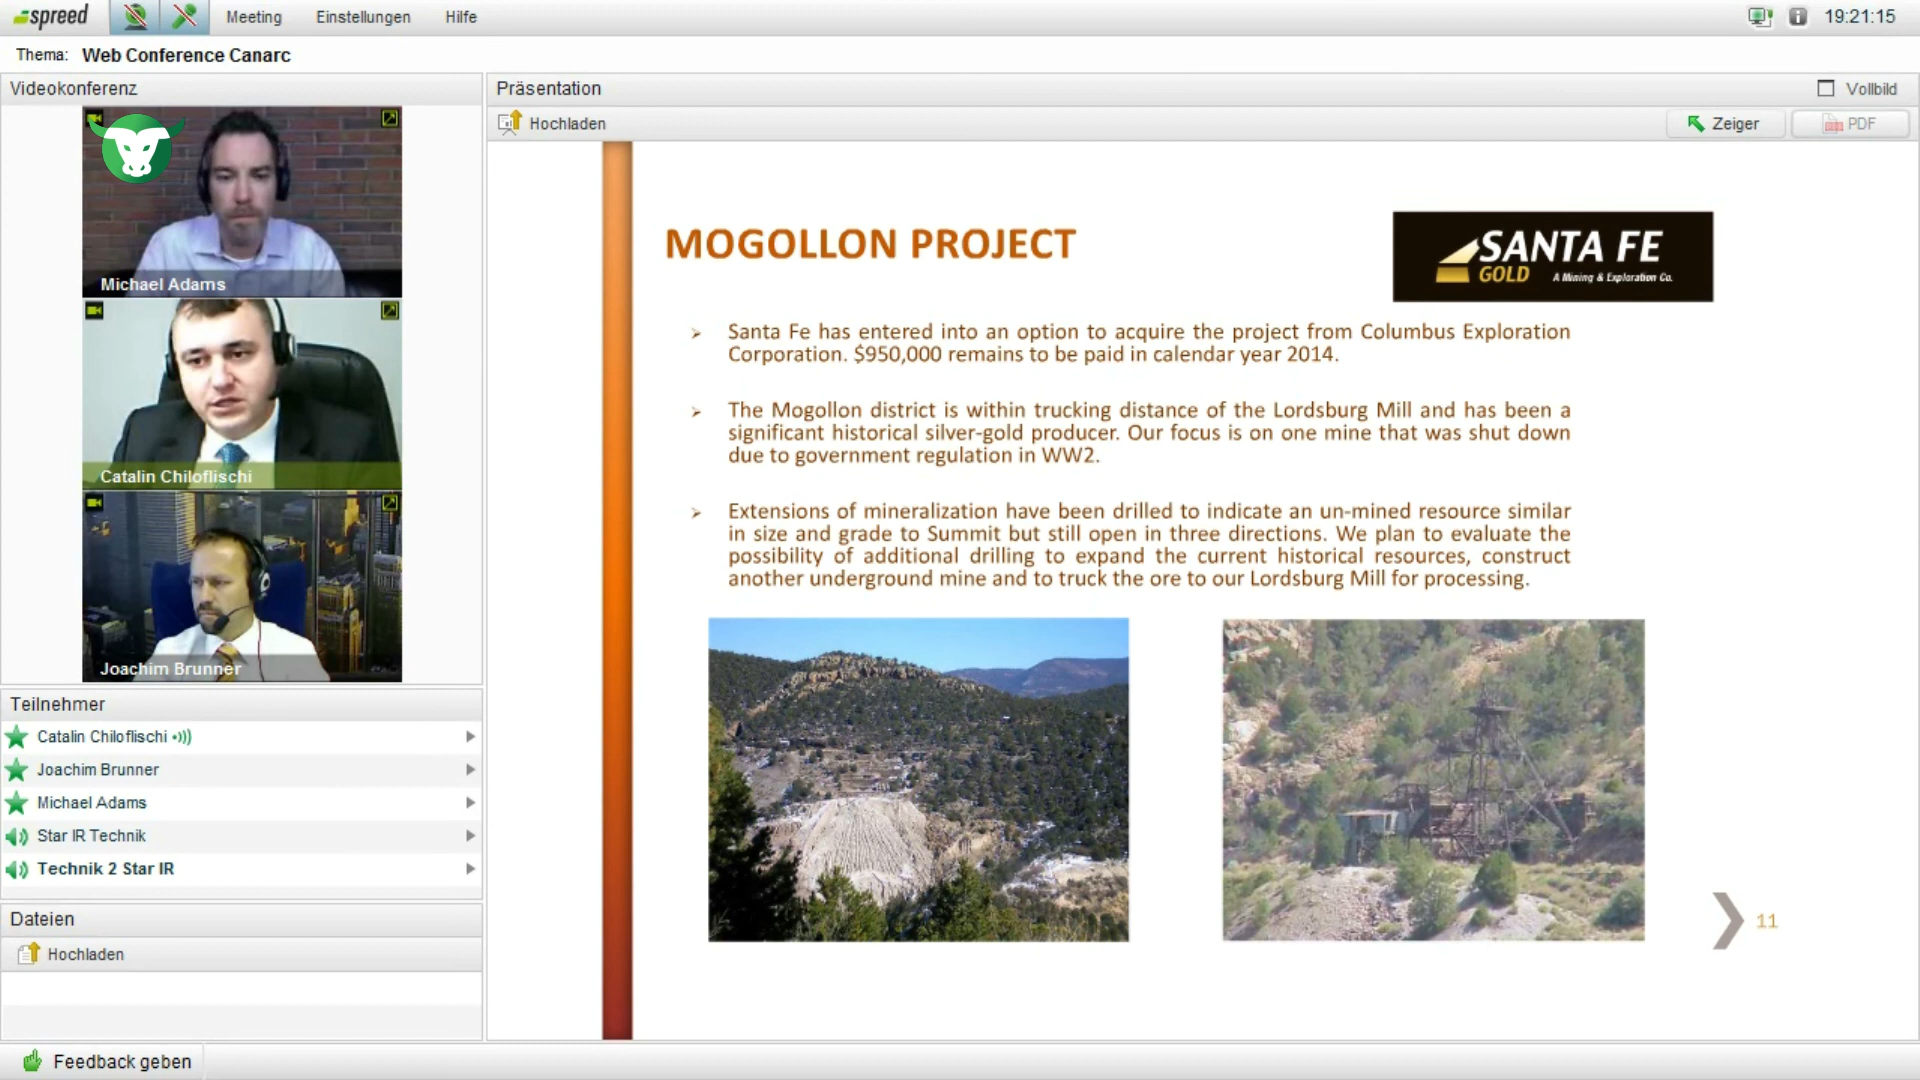 spreed
Meeting
Einstellungen
Hilfe
19:21:15
Thema: Web Conference Canarc
Videokonferenz
Michael Adams
Catalin Chiloflischi
Joachim Brunner
Teilnehmer
Catalin Chiloflischi
Joachim Brunner
Michael Adams
Star IR Technik
Technik 2 Star IR
Dateien
Hochladen
Feedback geben
Präsentation
Vollbild
Hochladen
Zeiger
PDF
MOGOLLON PROJECT
SANTA FE
GOLD A Mining & Exploration Co.
Santa Fe has entered into an option to acquire the project from Columbus Exploration
Corporation. $950,000 remains to be paid in calendar year 2014.
The Mogollon district is within trucking distance of the Lordsburg Mill and has been a
significant historical silver-gold producer. Our focus is on one mine that was shut down
due to government regulation in WW2.
Extensions of mineralization have been drilled to indicate an un-mined resource similar
in size and grade to Summit but still open in three directions. We plan to evaluate the
possibility of additional drilling to expand the current historical resources, construct
another underground mine and to truck the ore to our Lordsburg Mill for processing.
11